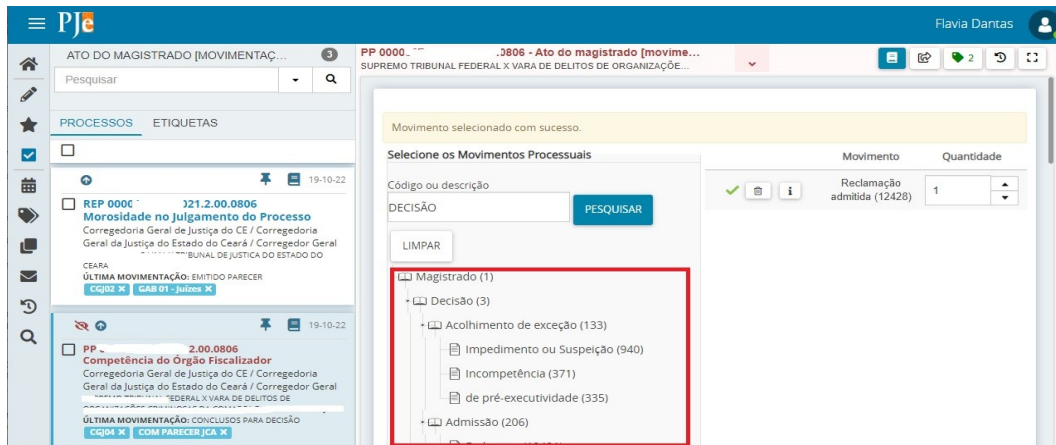 PJe
Flavia Dantas
ATO DO MAGISTRADO [MOVIMENTAÇ...
3
Pesquisar
PROCESSOS ETIQUETAS
19-10-22
REP 0000 021.2.00.0806
Morosidade no Julgamento do Processo
Corregedoria Geral de Justiça do CE / Corregedoria
Geral da Justiça do Estado do Ceará / Corregedor Geral
TRIBUNAL DE JUSTICA DO ESTADO DO
CEARA
ÚLTIMA MOVIMENTAÇÃO: EMITIDO PARECER
CGJ02 X GAB 01 - Juízes X
19-10-22
PP 2.00.0806
Competência do Órgão Fiscalizador
Corregedoria Geral de Justiça do CE / Corregedoria
Geral da Justiça do Estado do Ceará / Corregedor Geral
FEDERAL X VARA DE DELITOS DE
ÚLTIMA MOVIMENTAÇÃO: CONCLUSOS PARA DECISÃO
CGJ04 X COM PARECER JCA X
PP 0000 .0806 - Ato do magistrado [movime...
SUPREMO TRIBUNAL FEDERAL X VARA DE DELITOS DE ORGANIZAÇÕE...
2
Movimento selecionado com sucesso.
Selecione os Movimentos Processuais
Código ou descrição
DECISÃO
PESQUISAR
LIMPAR
Magistrado (1)
Decisão (3)
Acolhimento de exceção (133)
Impedimento ou Suspeição (940)
Incompetência (371)
de pré-executividade (335)
Admissão (206)
Movimento Quantidade
Reclamação
admitida (12428)
1